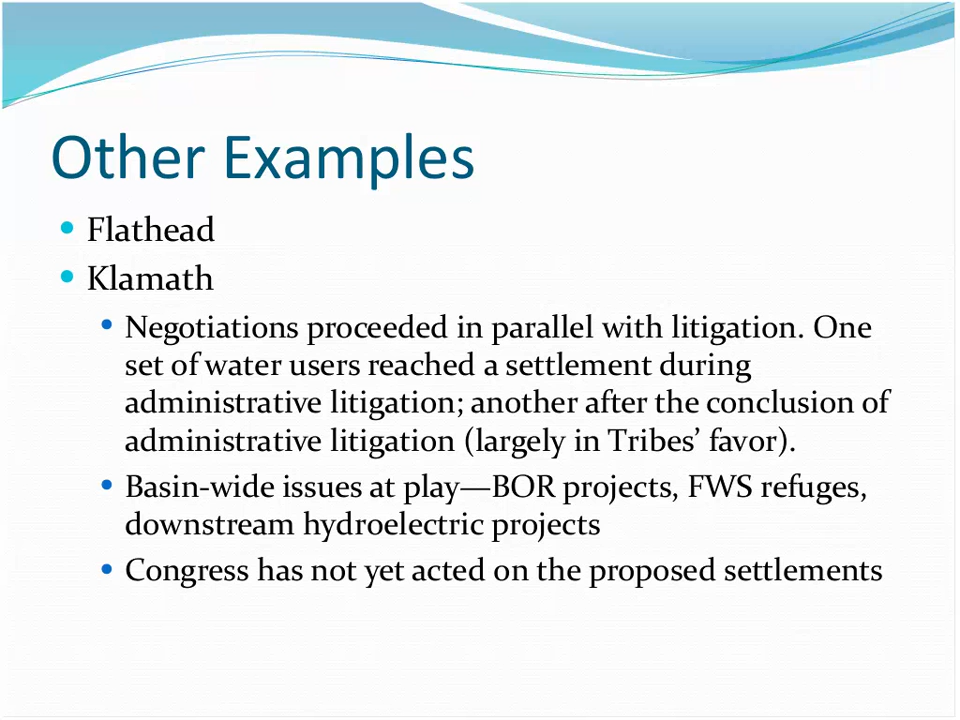 Other Examples
Flathead
Klamath
Negotiations proceeded in parallel with litigation. One
set of water users reached a settlement during
administrative litigation; another after the conclusion of
administrative litigation (largely in Tribes’ favor).
Basin-wide issues at play—BOR projects, FWS refuges,
downstream hydroelectric projects
Congress has not yet acted on the proposed settlements